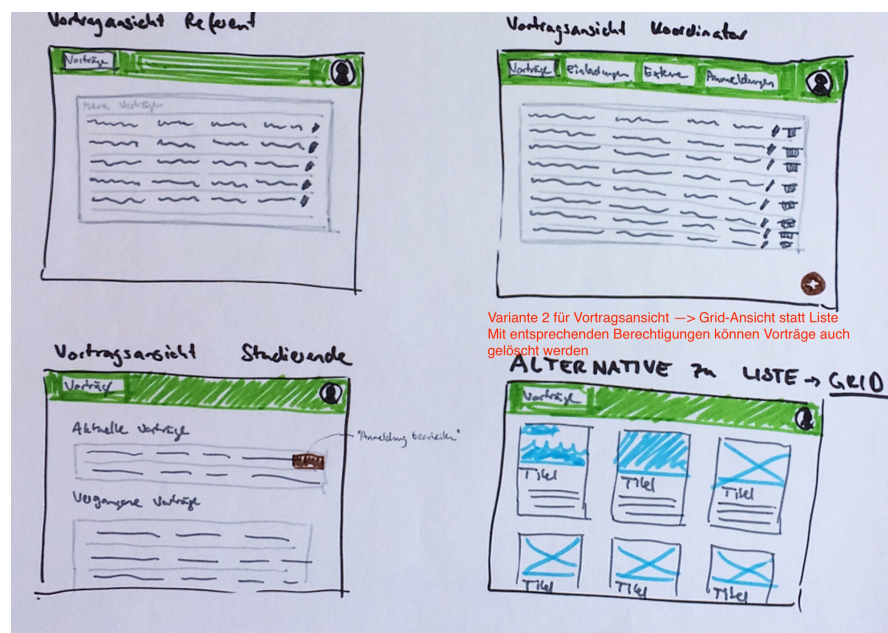 Vortragansicht Referent
Vorträge
Meine Vorträge
Vortragsansicht Koordinator
Vorträge Einladungen Externe Anmeldungen
Variante 2 für Vortragsansicht —> Grid-Ansicht statt Liste
Mit entsprechenden Berechtigungen können Vorträge auch
gelöscht werden
Vortragsansicht Studierende
Vorträge
Aktuelle Vorträge
"Anmeldung bearbeiten"
Vergangene Vorträge
ALTERNATIVE zu LISTE → GRID
Vorträge
Titel
Titel
Titel
Titel
Titel
Titel